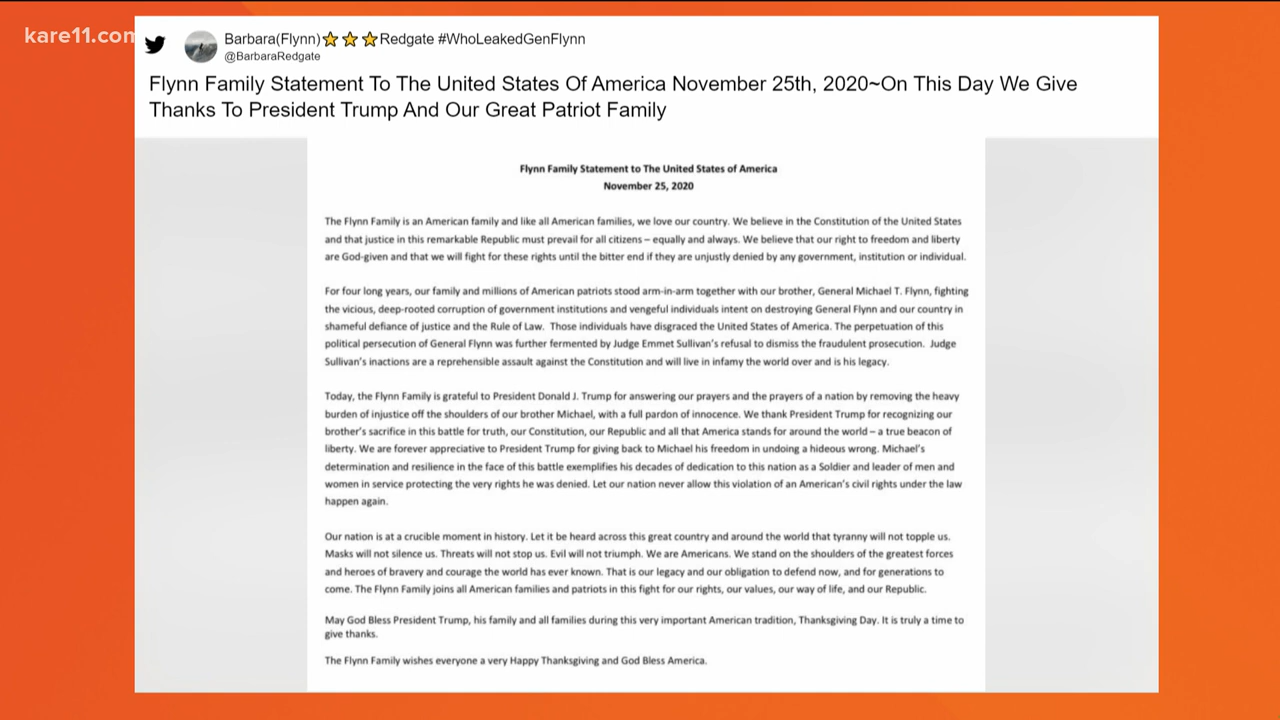 kare11.com
Barbara(Flynn)⭐⭐⭐Redgate #WhoLeakedGenFlynn
@BarbaraRedgate
Flynn Family Statement To The United States Of America November 25th, 2020~On This Day We Give
Thanks To President Trump And Our Great Patriot Family
Flynn Family Statement to The United States of America
November 25, 2020
The Flynn Family is an American family and like all American families, we love our country. We believe in the Constitution of the United States
and that justice in this remarkable Republic must prevail for all citizens – equally and always. We believe that our right to freedom and liberty
are God-given and that we will fight for these rights until the bitter end if they are unjustly denied by any government, institution or individual.
For four long years, our family and millions of American patriots stood arm-in-arm together with our brother, General Michael T. Flynn, fighting
the vicious, deep-rooted corruption of government institutions and vengeful individuals intent on destroying General Flynn and our country in
shameful defiance of justice and the Rule of Law. Those individuals have disgraced the United States of America. The perpetuation of this
political persecution of General Flynn was further fermented by Judge Emmet Sullivan's refusal to dismiss the fraudulent prosecution. Judge
Sullivan's inactions are a reprehensible assault against the Constitution and will live in infamy the world over and is his legacy.
Today, the Flynn Family is grateful to President Donald J. Trump for answering our prayers and the prayers of a nation by removing the heavy
burden of injustice off the shoulders of our brother Michael, with a full pardon of innocence. We thank President Trump for recognizing our
brother's sacrifice in this battle for truth, our Constitution, our Republic and all that America stands for around the world – a true beacon of
liberty. We are forever appreciative to President Trump for giving back to Michael his freedom in undoing a hideous wrong. Michael's
determination and resilience in the face of this battle exemplifies his decades of dedication to this nation as a Soldier and leader of men and
women in service protecting the very rights he was denied. Let our nation never allow this violation of an American's civil rights under the law
happen again.
Our nation is at a crucible moment in history. Let it be heard across this great country and around the world that tyranny will not topple us.
Masks will not silence us. Threats will not stop us. Evil will not triumph. We are Americans. We stand on the shoulders of the greatest forces
and heroes of bravery and courage the world has ever known. That is our legacy and our obligation to defend now, and for generations to
come. The Flynn Family joins all American families and patriots in this fight for our rights, our values, our way of life, and our Republic.
May God Bless President Trump, his family and all families during this very important American tradition, Thanksgiving Day. It is truly a time to
give thanks.
The Flynn Family wishes everyone a very Happy Thanksgiving and God Bless America.